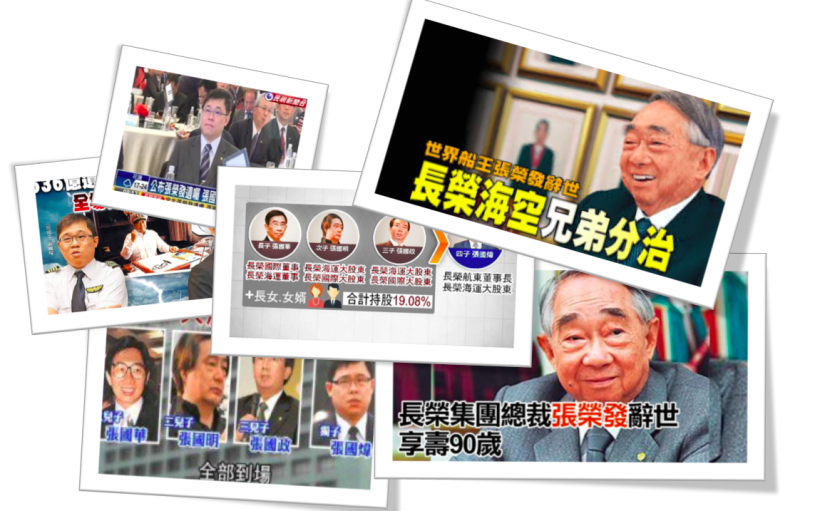 世界船王張榮發辭世
長榮海空兄弟分治
公布張榮發遺囑 張國
長子 張國華
次子 張國明
三子 張國政
四子 張國煒
長榮國際董事
長榮海運董事
長榮海運大股東
長榮國際大股東
長榮海運大股東
長榮國際大股東
長榮航東董事長
長榮海運大股東
+長女.女婿
合計持股19.08%
兒子
張國華
二兒子
張國明
三兒子
張國政
獨子
張國煒
全部到場
長榮集團總裁張榮發辭世
享壽90歲